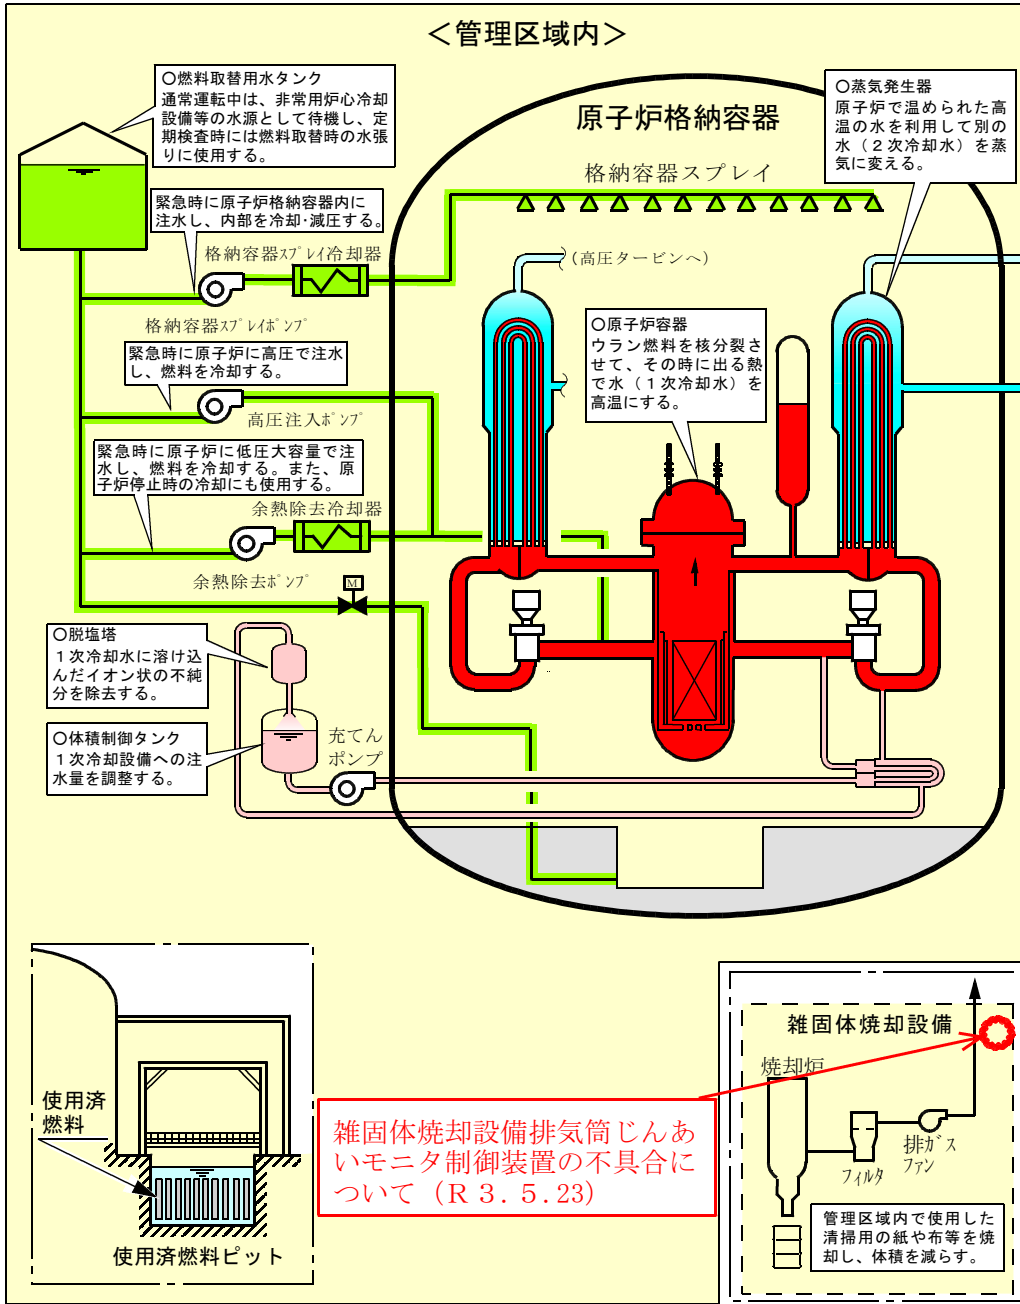 ＜管理区域内＞
○燃料取替用水タンク
通常運転中は、非常用炉心冷却
設備等の水源として待機し、定
期検査時には燃料取替時の水張
りに使用する。
原子炉格納容器
格納容器スプレイ
○蒸気発生器
原子炉で温められた高
温の水を利用して別の
水（２次冷却水）を蒸
気に変える。
緊急時に原子炉格納容器内に
注水し、内部を冷却･減圧する。
格納容器ｽﾌﾟﾚｲ冷却器
（高圧タービンへ）
格納容器ｽﾌﾟﾚｲﾎﾟﾝﾌﾟ
○原子炉容器
ウラン燃料を核分裂さ
せて、その時に出る熱
で水（１次冷却水）を
高温にする。
緊急時に原子炉に高圧で注水
し、燃料を冷却する。
高圧注入ﾎﾟﾝﾌﾟ
緊急時に原子炉に低圧大容量で注
水し、燃料を冷却する。また、原
子炉停止時の冷却にも使用する。
余熱除去冷却器
余熱除去ﾎﾟﾝﾌﾟ
M
○脱塩塔
１次冷却水に溶け込
んだイオン状の不純
分を除去する。
○体積制御タンク
１次冷却設備への注
水量を調整する。
充てん
ポンプ
使用済
燃料
使用済燃料ピット
雑固体焼却設備排気筒じんあ
いモニタ制御装置の不具合に
ついて（Ｒ３．５．23）
雑固体焼却設備
焼却炉
フィルタ
排ガス
ファン
管理区域内で使用した
清掃用の紙や布等を焼
却し、体積を減らす。